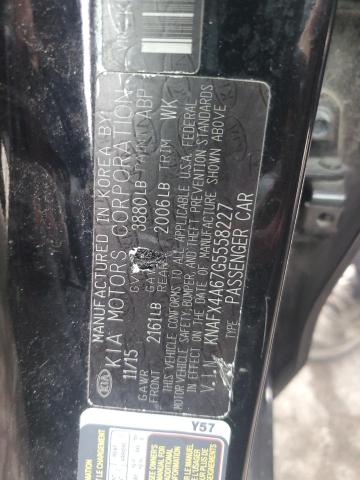 MANUFACTURED IN KOREA BY
KIA MOTORS CORPORATION
11/15 3880LB PAINT ABP
GAWR
FRONT 2161LB REAR 2006LB TRIM WK
THIS VEHICLE CONFORMS TO ALL APPLICABLE U.S.A. FEDERAL
MOTOR VEHICLE SAFETY, BUMPER AND THEFT PREVENTION STANDARDS
IN EFFECT ON THE DATE OF MANUFACTURE SHOWN ABOVE
V.I.N: KNAFX4A67G5558227
TYPE: PASSENGER CAR
KIA
Y57